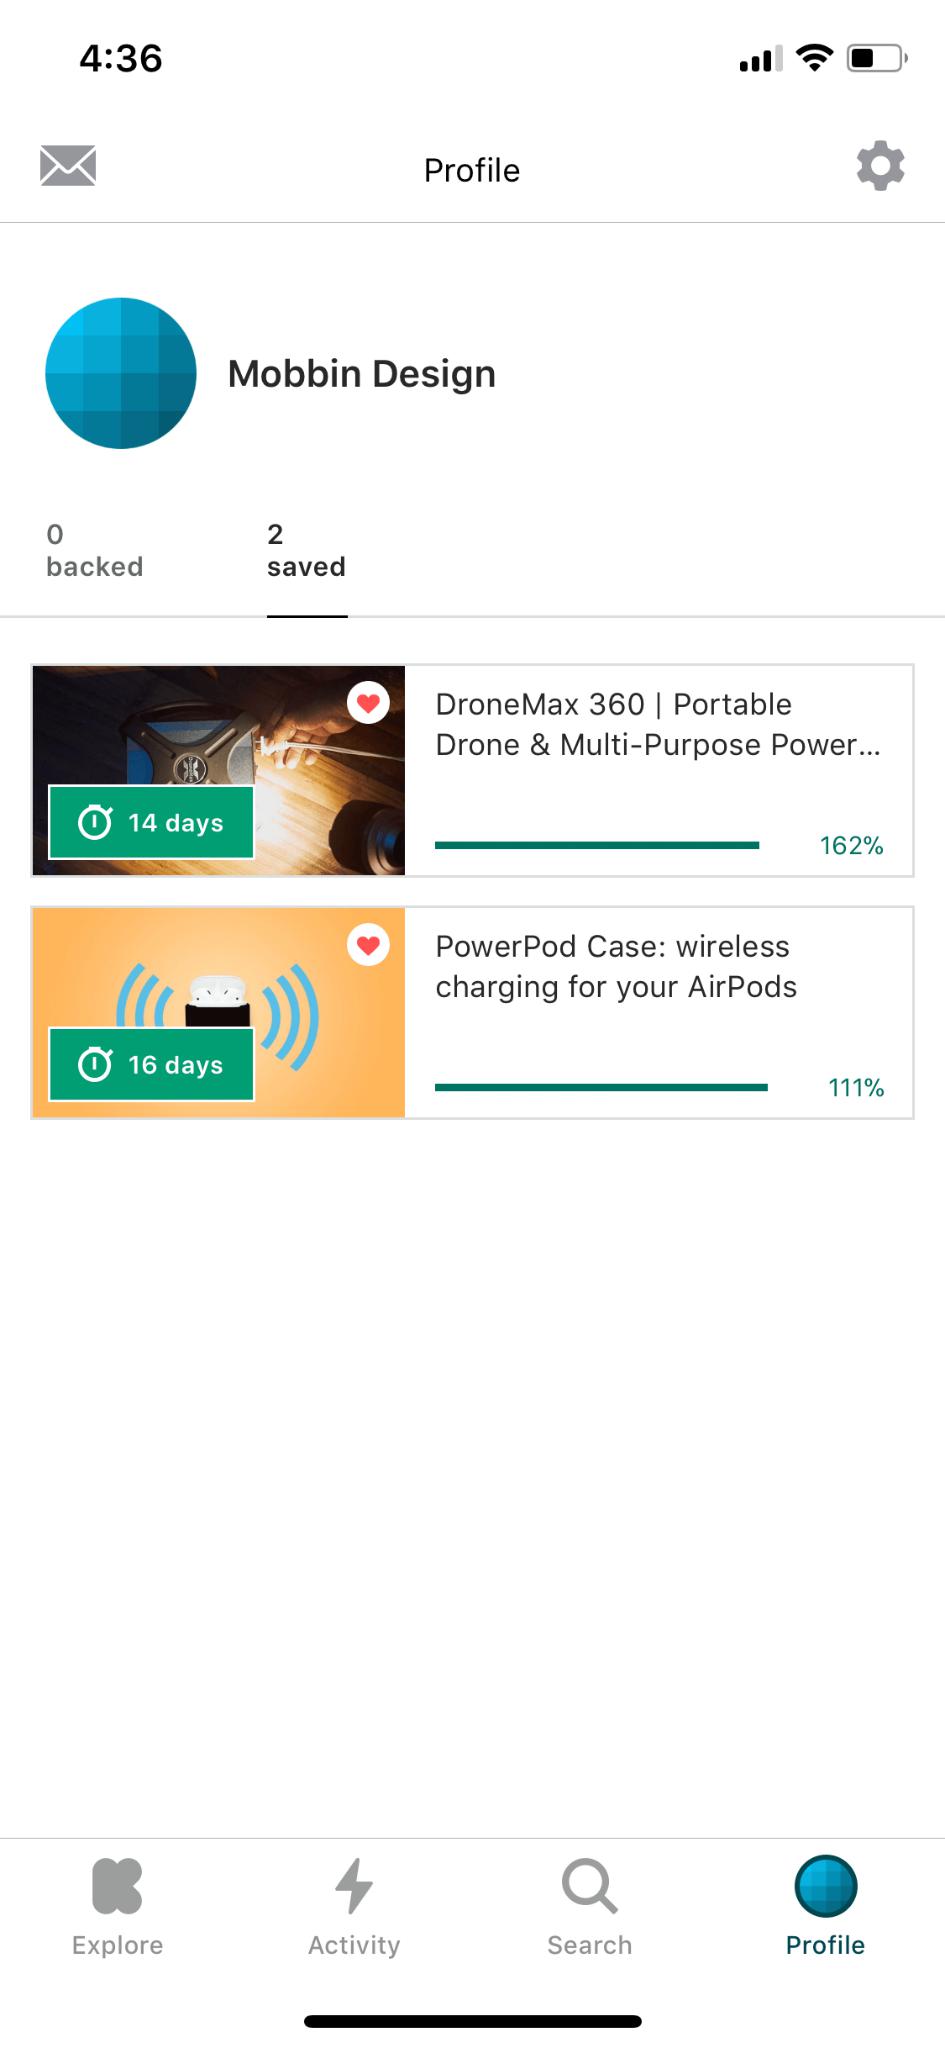 4:36
Profile
Mobbin Design
0
backed
2
saved
14 days
DroneMax 360 | Portable
Drone & Multi-Purpose Power...
162%
16 days
PowerPod Case: wireless
charging for your AirPods
111%
Explore
Activity
Search
Profile